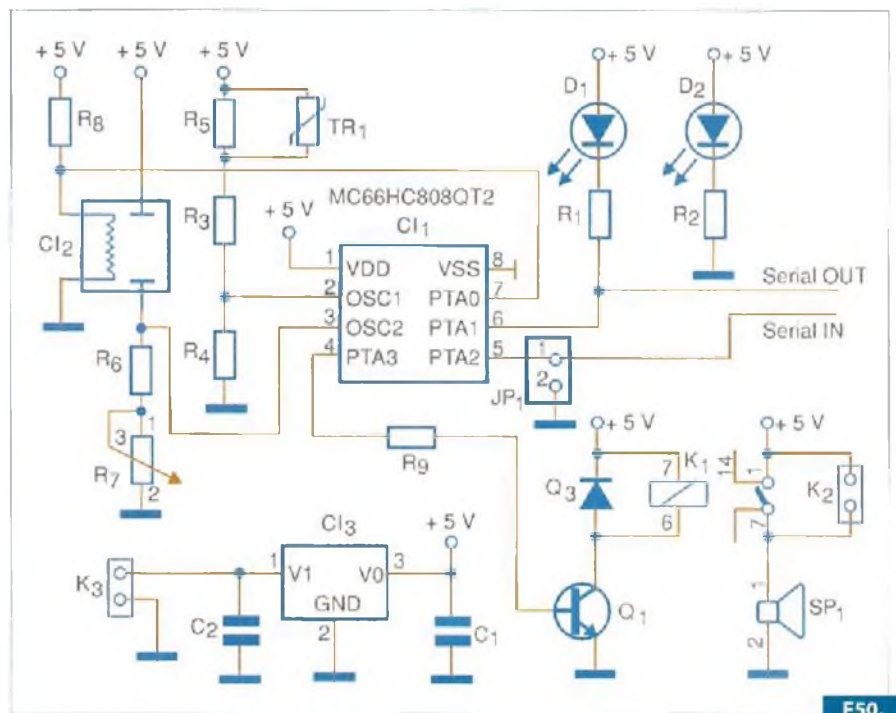 + 5 V
+ 5 V
+ 5 V
+ 5 V
+ 5 V
R8
R5
TR1
D1
D2
R3
+ 5 V
MC66HC808QT2
CI1
R1
R2
CI2
1 VDD VSS 8
2 OSC1 PTA0 7
3 OSC2 PTA1 6
4 PTA3 PTA2 5
Serial OUT
Serial IN
R4
R6
JP1
1
2
R9
R7
1
3
2
+ 5 V
+ 5 V
Q3
7
K1
6
14
1
7
K2
CI3
+ 5 V
K3
1 V1 V0 3
GND
2
C2
C1
Q1
1
SP1
2
F50.